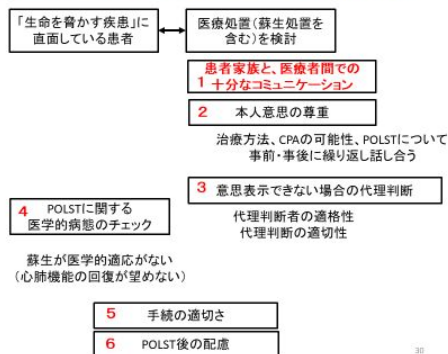 「生命を脅かす疾患」に
直面している患者
医療処置(蘇生処置を
含む)を検討
患者家族と、医療者間での
1 十分なコミュニケーション
2 本人意思の尊重
治療方法、CPAの可能性、POLSTについて
事前・事後に繰り返し話し合う
3 意思表示できない場合の代理判断
代理判断者の適格性
代理判断の適切性
4 POLSTに関する
医学的病態のチェック
蘇生が医学的適応がない
(心肺機能の回復が望めない)
5 手続の適切さ
6 POLST後の配慮
30